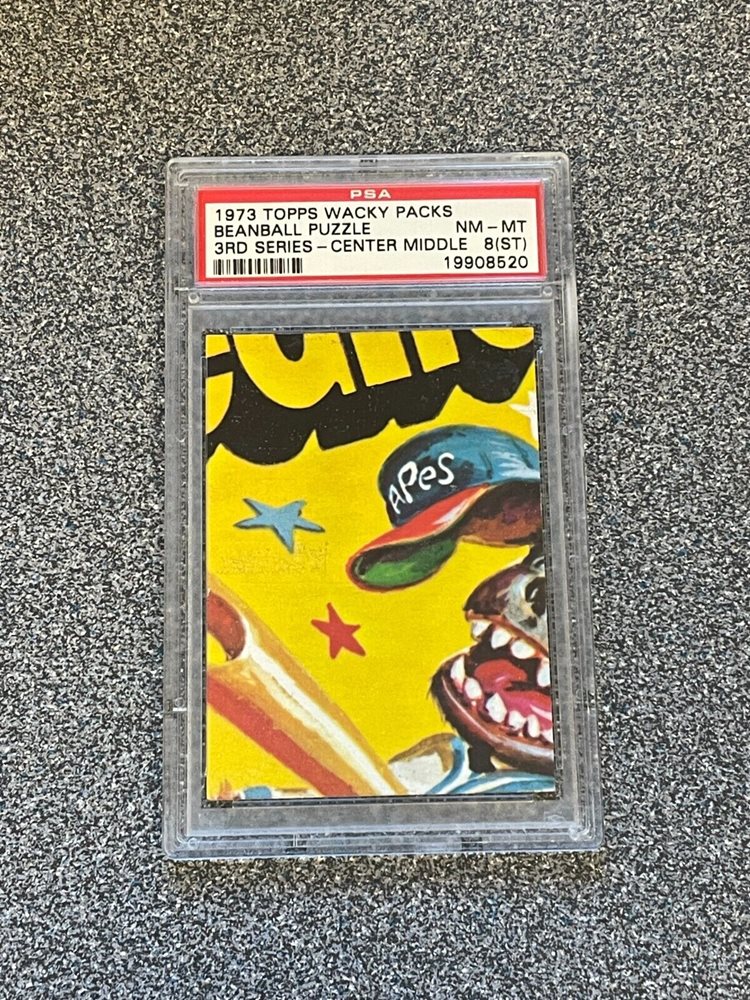 PSA
1973 TOPPS WACKY PACKS
BEANBALL PUZZLE NM-MT
3RD SERIES-CENTER MIDDLE 8(ST)
19908520
APes